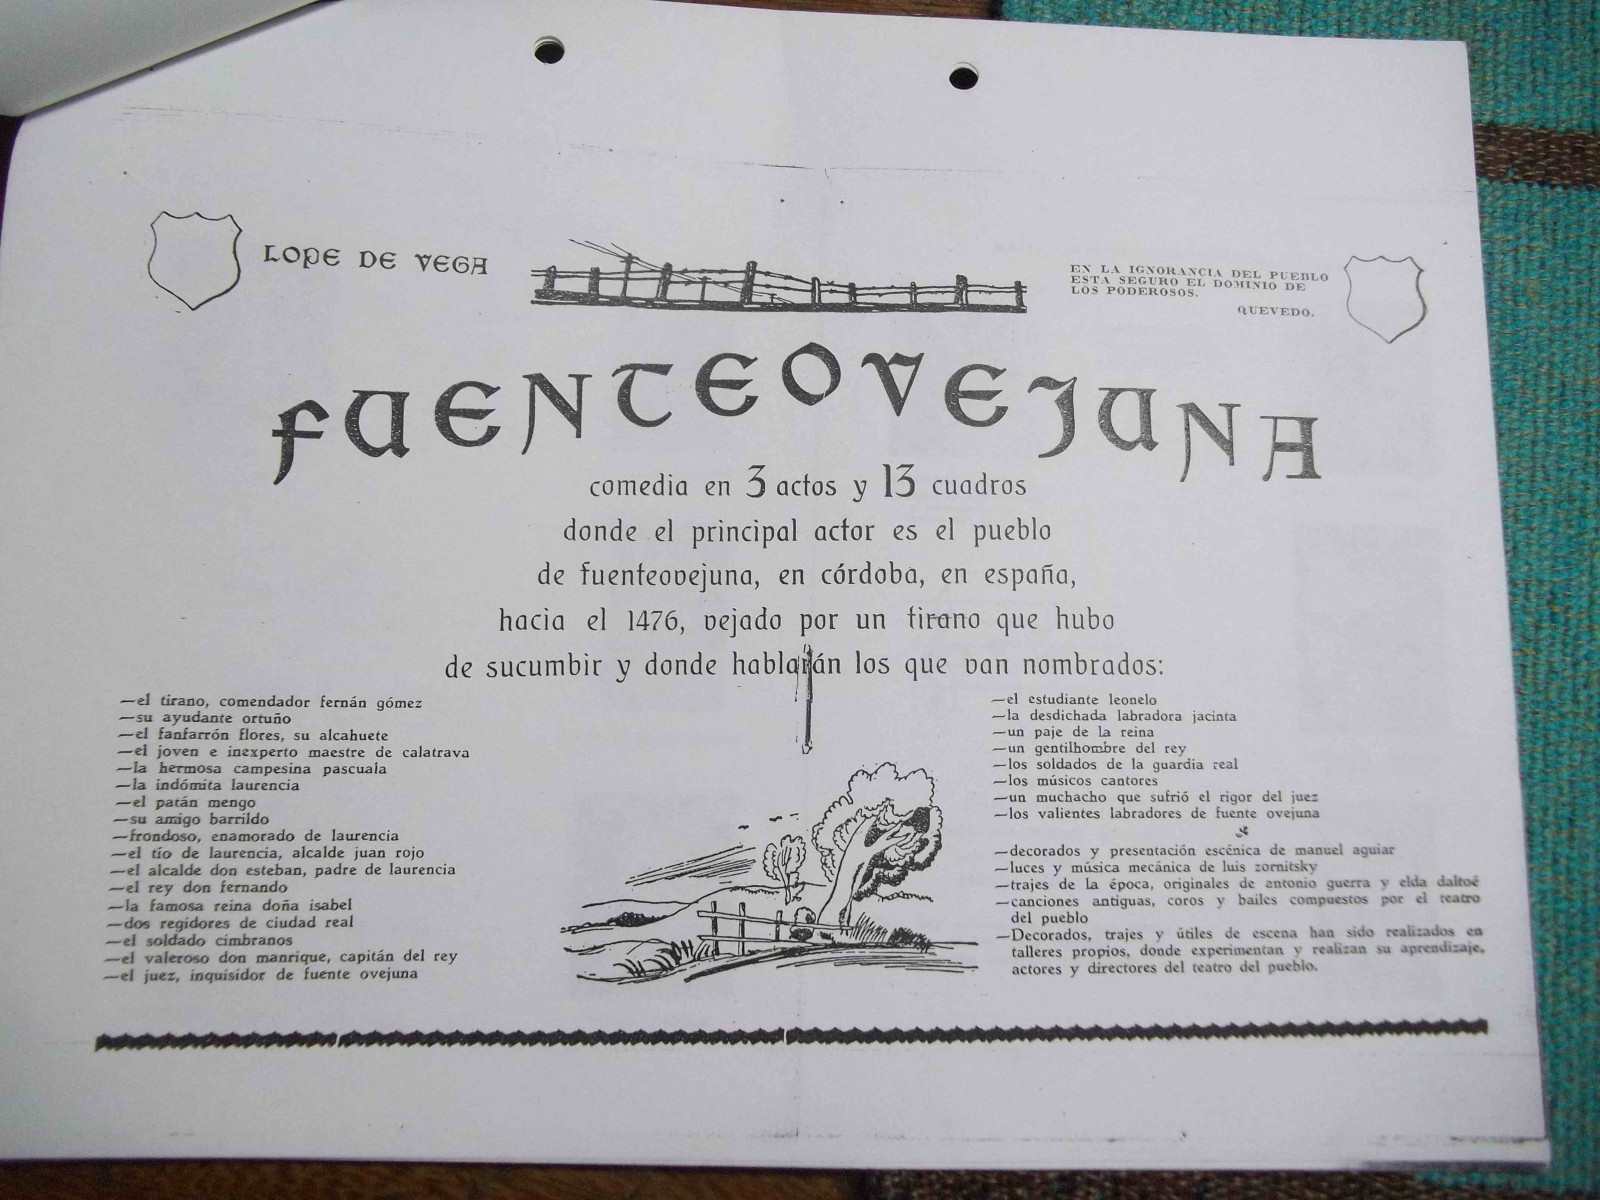 LOPE DE VEGA
EN LA IGNORANCIA DEL PUEBLO
ESTA SEGURO EL DOMINIO DE
LOS PODEROSOS.
QUEVEDO.
FUENTEOVEJUNA
comedia en 3 actos y 13 cuadros
donde el principal actor es el pueblo
de fuenteovejuna, en córdoba, en españa,
hacia el 1476, vejado por un tirano que hubo
de sucumbir y donde hablarán los que van nombrados:
—el tirano, comendador fernán gómez
—su ayudante ortuño
—el fanfarrón flores, su alcahuete
—el joven e inexperto maestre de calatrava
—la hermosa campesina pascuala
—la indómita laurencia
—el patán mengo
—su amigo barrildo
—frondoso, enamorado de laurencia
—el tío de laurencia, alcalde juan rojo
—el alcalde don esteban, padre de laurencia
—el rey don fernando
—la famosa reina doña isabel
—dos regidores de ciudad real
—el soldado cimbranos
—el valeroso don manrique, capitán del rey
—el juez, inquisidor de fuente ovejuna
—el estudiante leonelo
—la desdichada labradora jacinta
—un paje de la reina
—un gentilhombre del rey
—los soldados de la guardia real
—los músicos cantores
—un muchacho que sufrió el rigor del juez
—los valientes labradores de fuente ovejuna
—decorados y presentación escénica de manuel aguiar
—luces y música mecánica de luis zornitsky
—trajes de la época, originales de antonio guerra y elda daltoé
—canciones antiguas, coros y bailes compuestos por el teatro
del pueblo
—Decorados, trajes y útiles de escena han sido realizados en
talleres propios, donde experimentan y realizan su aprendizaje,
actores y directores del teatro del pueblo.